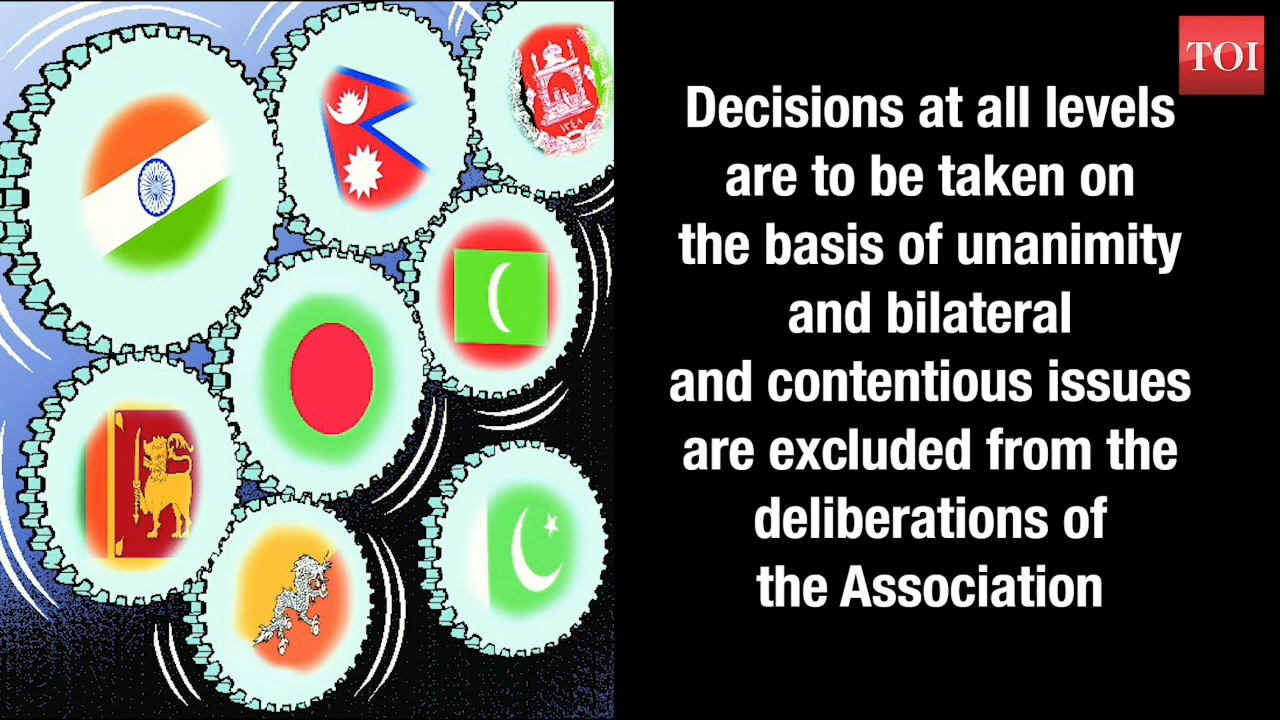 TOI
Decisions at all levels
are to be taken on
the basis of unanimity
and bilateral
and contentious issues
are excluded from the
deliberations of
the Association